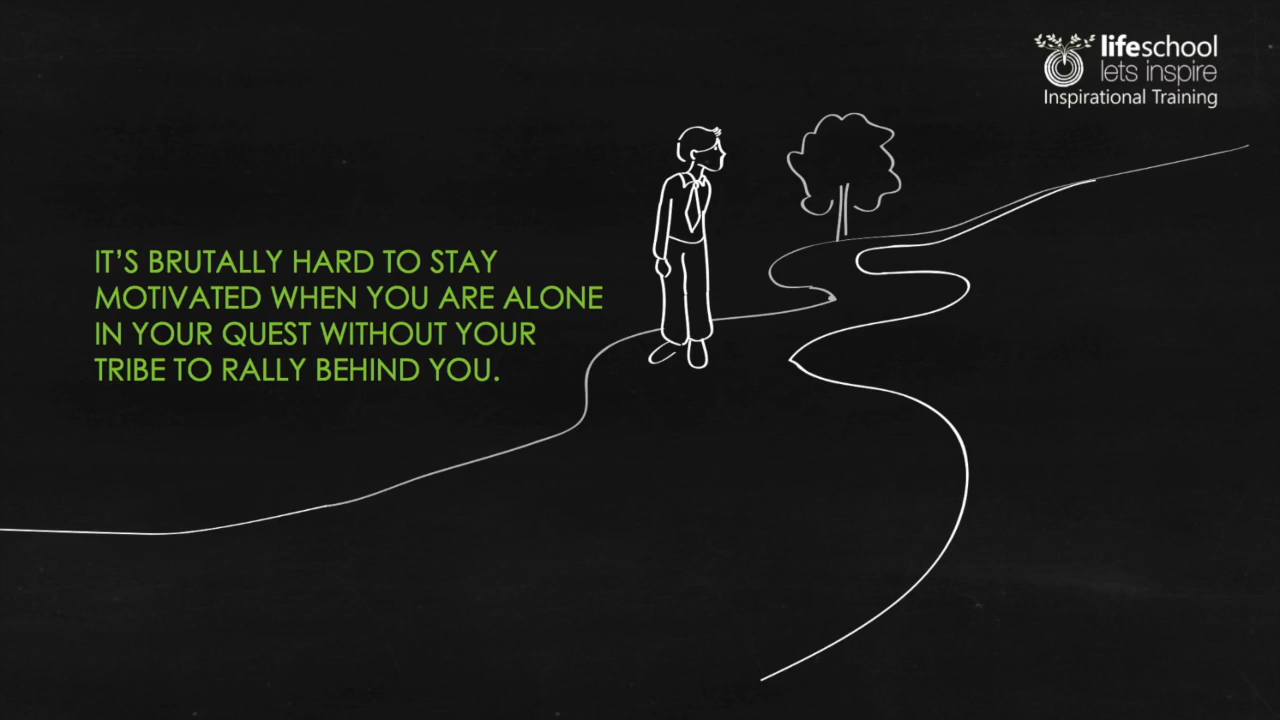 lifeschool
lets inspire
Inspirational Training
IT'S BRUTALLY HARD TO STAY
MOTIVATED WHEN YOU ARE ALONE
IN YOUR QUEST WITHOUT YOUR
TRIBE TO RALLY BEHIND YOU.